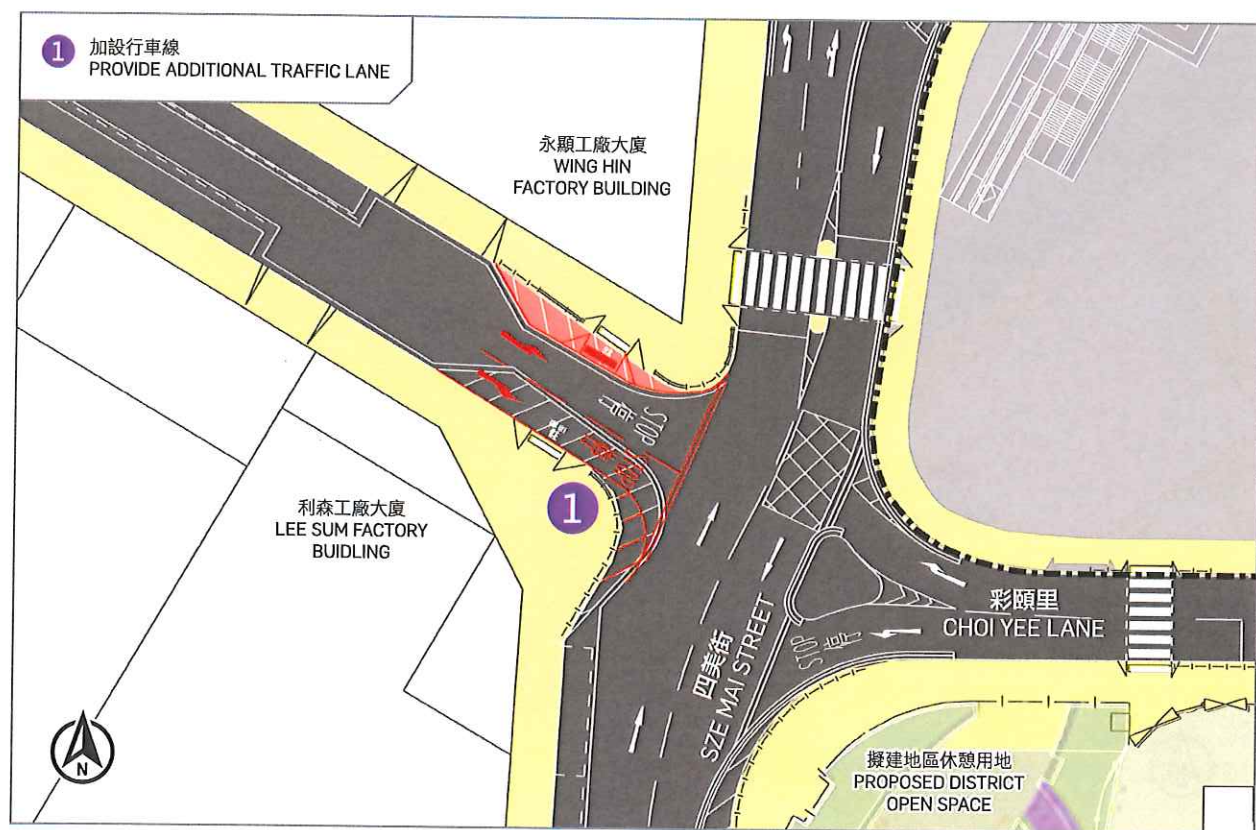 1
加設行車線
PROVIDE ADDITIONAL TRAFFIC LANE
永顯工廠大廈
WING HIN
FACTORY BUILDING
停
STOP
1
利森工廠大廈
LEE SUM FACTORY
BUIDLING
彩頤里
CHOI YEE LANE
STOP
停
四美街
SZE MAI STREET
擬建地區休憩用地
PROPOSED DISTRICT
OPEN SPACE
N